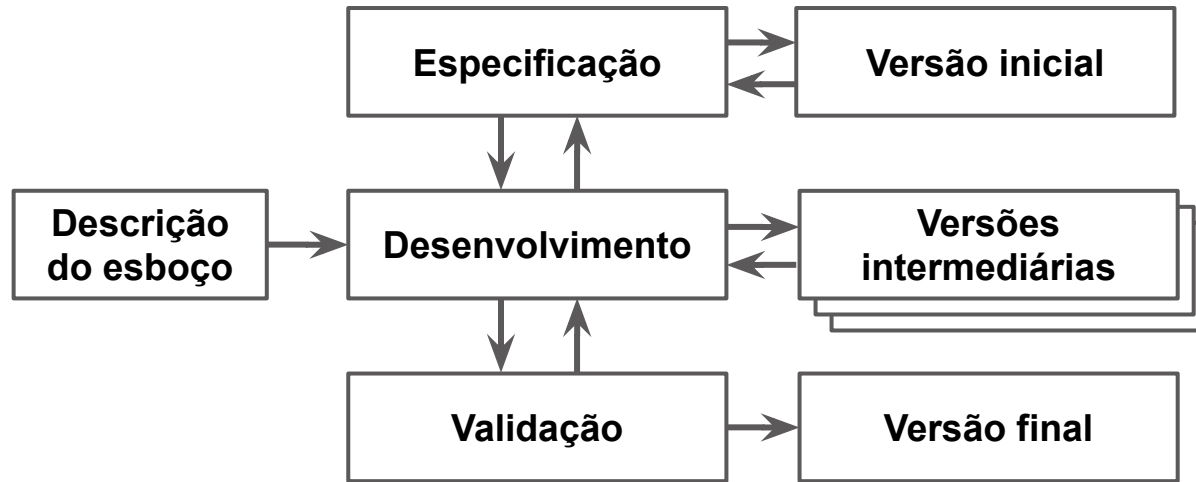 Especificação
Versão inicial
Descrição
do esboço
Desenvolvimento
Versões
intermediárias
Validação
Versão final